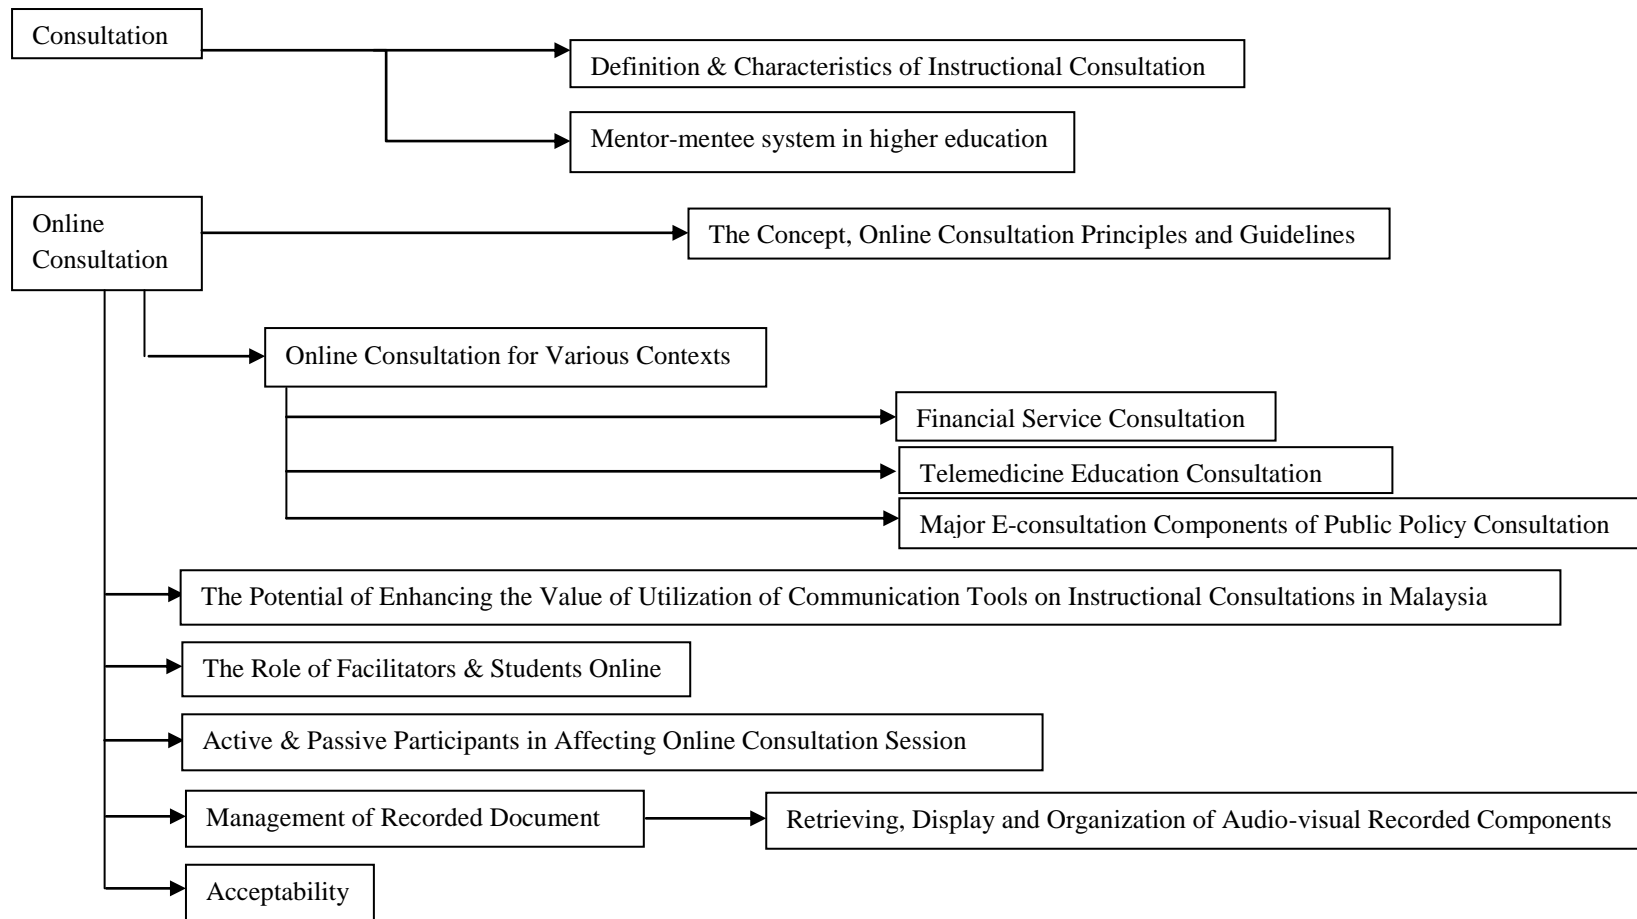 Consultation
Definition & Characteristics of Instructional Consultation
Mentor-mentee system in higher education
Online
Consultation
The Concept, Online Consultation Principles and Guidelines
Online Consultation for Various Contexts
Financial Service Consultation
Telemedicine Education Consultation
Major E-consultation Components of Public Policy Consultation
The Potential of Enhancing the Value of Utilization of Communication Tools on Instructional Consultations in Malaysia
The Role of Facilitators & Students Online
Active & Passive Participants in Affecting Online Consultation Session
Management of Recorded Document
Retrieving, Display and Organization of Audio-visual Recorded Components
Acceptability